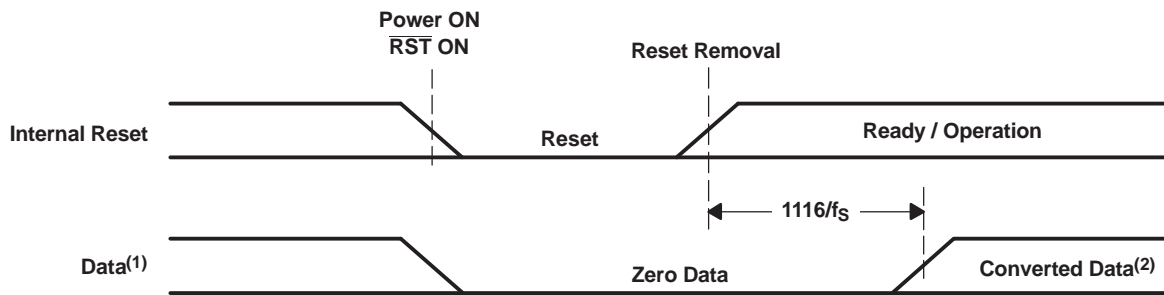 Power ON
RST ON
Reset Removal
Internal Reset
Reset
Ready / Operation
1116/fS
Data(1)
Zero Data
Converted Data(2)